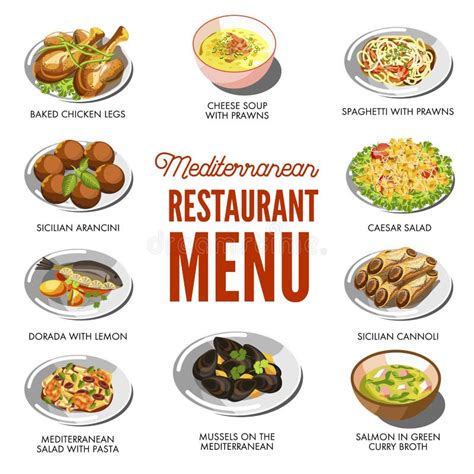 BAKED CHICKEN LEGS
CHEESE SOUP
WITH PRAWNS
SPAGHETTI WITH PRAWNS
Mediterranean
RESTAURANT
MENU
SICILIAN ARANCINI
CAESAR SALAD
DORADA WITH LEMON
SICILIAN CANNOLI
MEDITERRANEAN
SALAD WITH PASTA
MUSSELS ON THE
MEDITERRANEAN
SALMON IN GREEN
CURRY BROTH